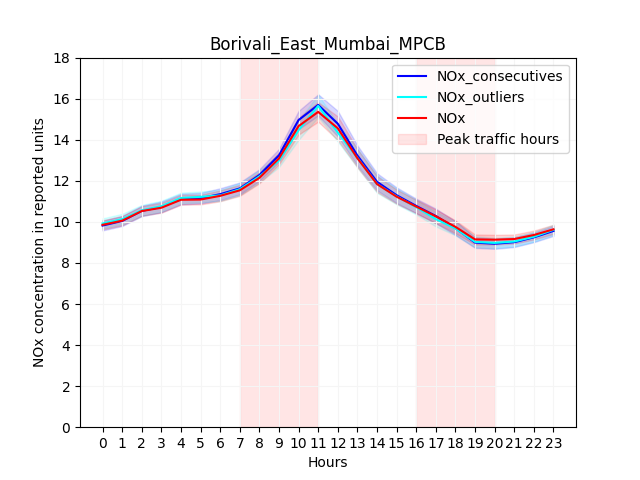 Borivali_East_Mumbai_MPCB
NOx concentration in reported units
18
16
14
12
10
8
6
4
2
0
NOx_consecutives
NOx_outliers
NOx
Peak traffic hours
0 1 2 3 4 5 6 7 8 9 10 11 12 13 14 15 16 17 18 19 20 21 22 23
Hours